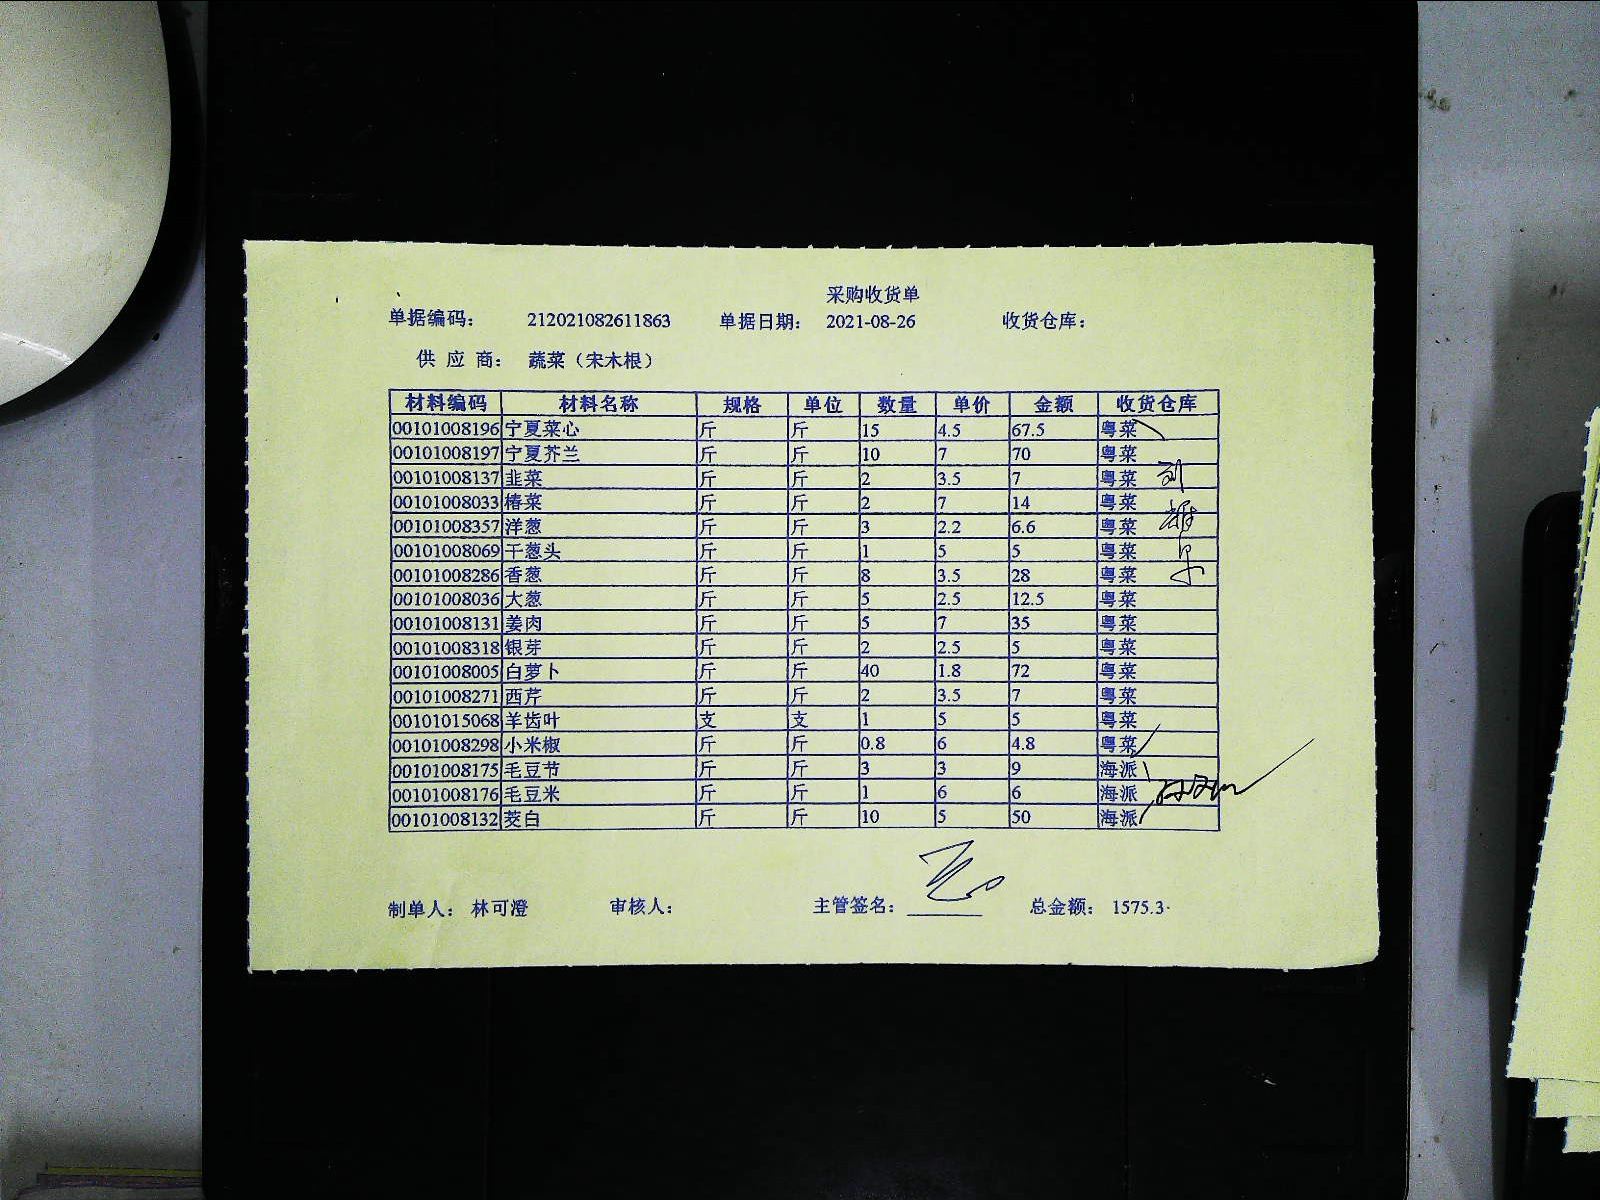 采购收货单
单据编码： 212021082611863 单据日期： 2021-08-26 收货仓库：
供 应 商： 蔬菜（宋木根）
材料编码 材料名称 规格 单位 数量 单价 金额 收货仓库
00101008196 宁夏菜心 斤 斤 15 4.5 67.5 粤菜
00101008197 宁夏芥兰 斤 斤 10 7 70 粤菜
00101008137 韭菜 斤 斤 2 3.5 7 粤菜
00101008033 椿菜 斤 斤 2 7 14 粤菜
00101008357 洋葱 斤 斤 3 2.2 6.6 粤菜
00101008069 干葱头 斤 斤 1 5 5 粤菜
00101008286 香葱 斤 斤 8 3.5 28 粤菜
00101008036 大葱 斤 斤 5 2.5 12.5 粤菜
00101008131 姜肉 斤 斤 5 7 35 粤菜
00101008318 银芽 斤 斤 2 2.5 5 粤菜
00101008005 白萝卜 斤 斤 40 1.8 72 粤菜
00101008271 西芹 斤 斤 2 3.5 7 粤菜
00101015068 羊齿叶 支 支 1 5 5 粤菜
00101008298 小米椒 斤 斤 0.8 6 4.8 粤菜
00101008175 毛豆节 斤 斤 3 3 9 海派
00101008176 毛豆米 斤 斤 1 6 6 海派
00101008132 茭白 斤 斤 10 5 50 海派
制单人： 林可澄 审核人： 主管签名： 总金额： 1575.3